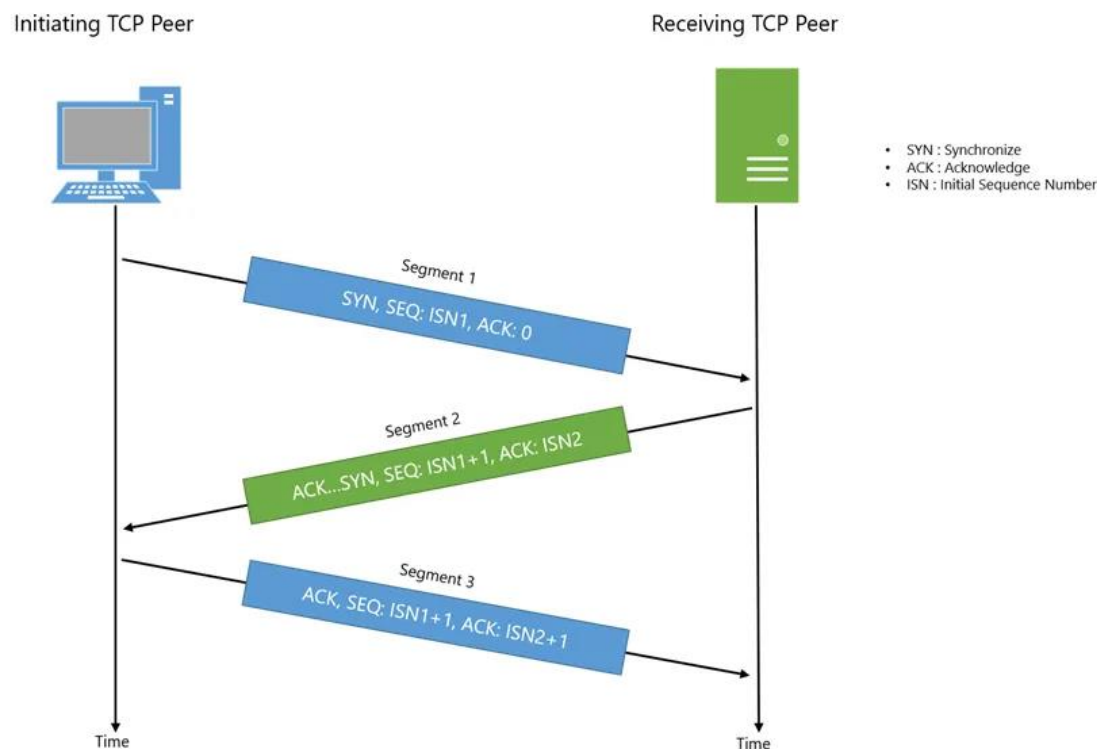 Initiating TCP Peer
Receiving TCP Peer
• SYN : Synchronize
• ACK : Acknowledge
• ISN : Initial Sequence Number
Segment 1
SYN, SEQ: ISN1, ACK: 0
Segment 2
ACK...SYN, SEQ: ISN1+1, ACK: ISN2
Segment 3
ACK, SEQ: ISN1+1, ACK: ISN2+1
Time
Time